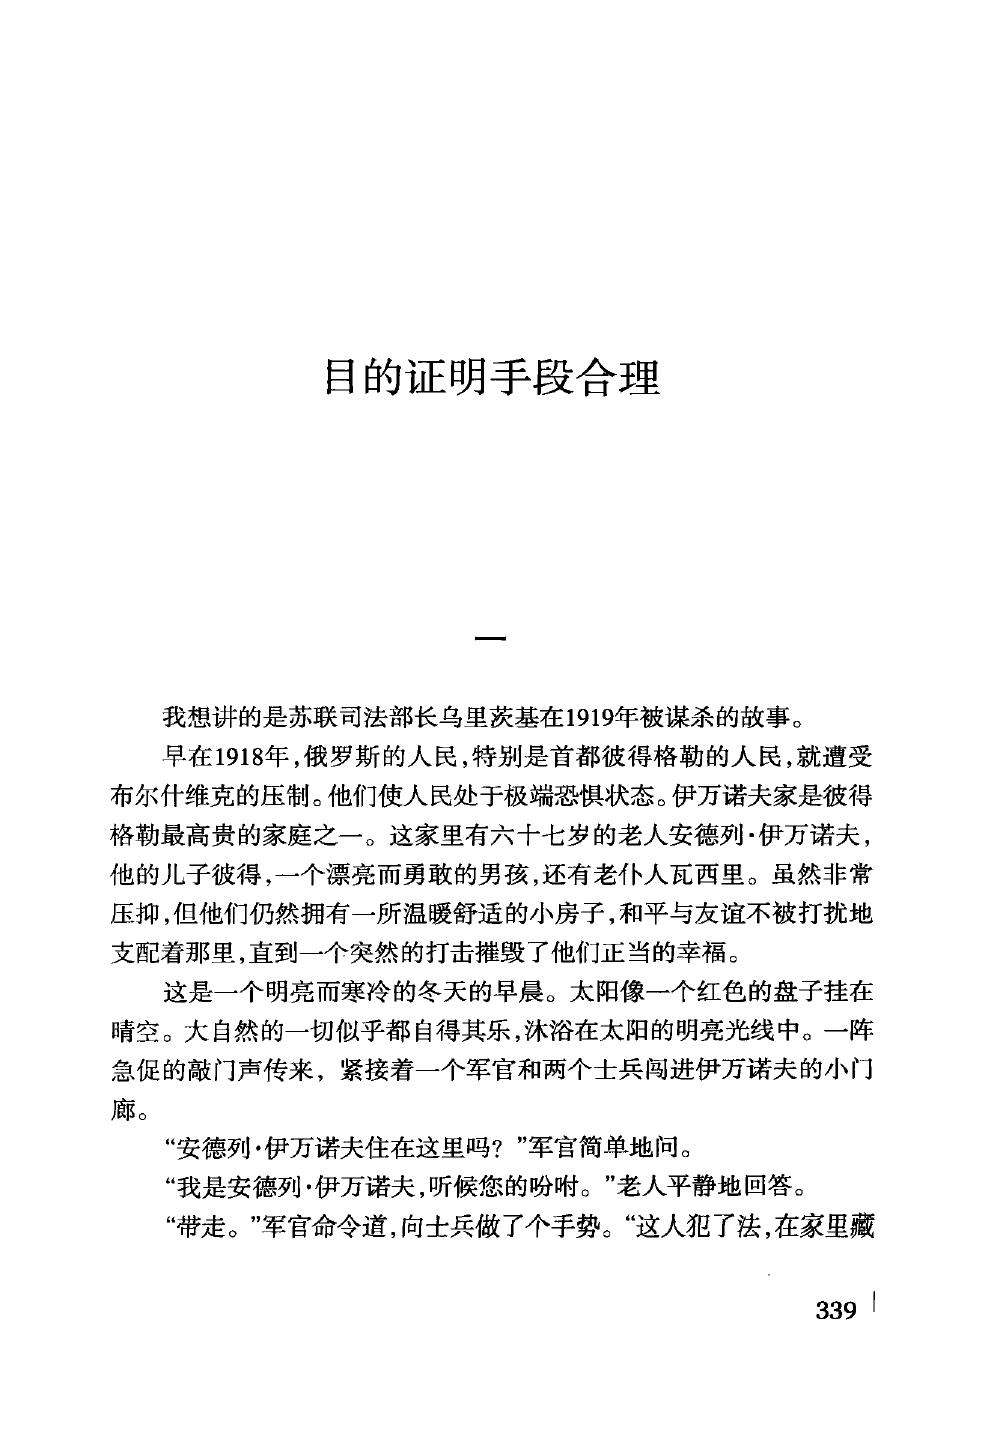 目的证明手段合理
一
我想讲的是苏联司法部长乌里茨基在1919年被谋杀的故事。
早在1918年,俄罗斯的人民,特别是首都彼得格勒的人民,就遭受
布尔什维克的压制。他们使人民处于极端恐惧状态。伊万诺夫家是彼得
格勒最高贵的家庭之一。这家里有六十七岁的老人安德列·伊万诺夫,
他的儿子彼得,一个漂亮而勇敢的男孩,还有老仆人瓦西里。虽然非常
压抑,但他们仍然拥有一所温暖舒适的小房子,和平与友谊不被打扰地
支配着那里,直到一个突然的打击摧毁了他们正当的幸福。
这是一个明亮而寒冷的冬天的早晨。太阳像一个红色的盘子挂在
晴空。大自然的一切似乎都自得其乐,沐浴在太阳的明亮光线中。一阵
急促的敲门声传来，紧接着一个军官和两个士兵闯进伊万诺夫的小门
廊。
“安德列·伊万诺夫住在这里吗？”军官简单地问。
“我是安德列·伊万诺夫,听候您的吩咐。”老人平静地回答。
“带走。”军官命令道,向士兵做了个手势。“这人犯了法,在家里藏
339